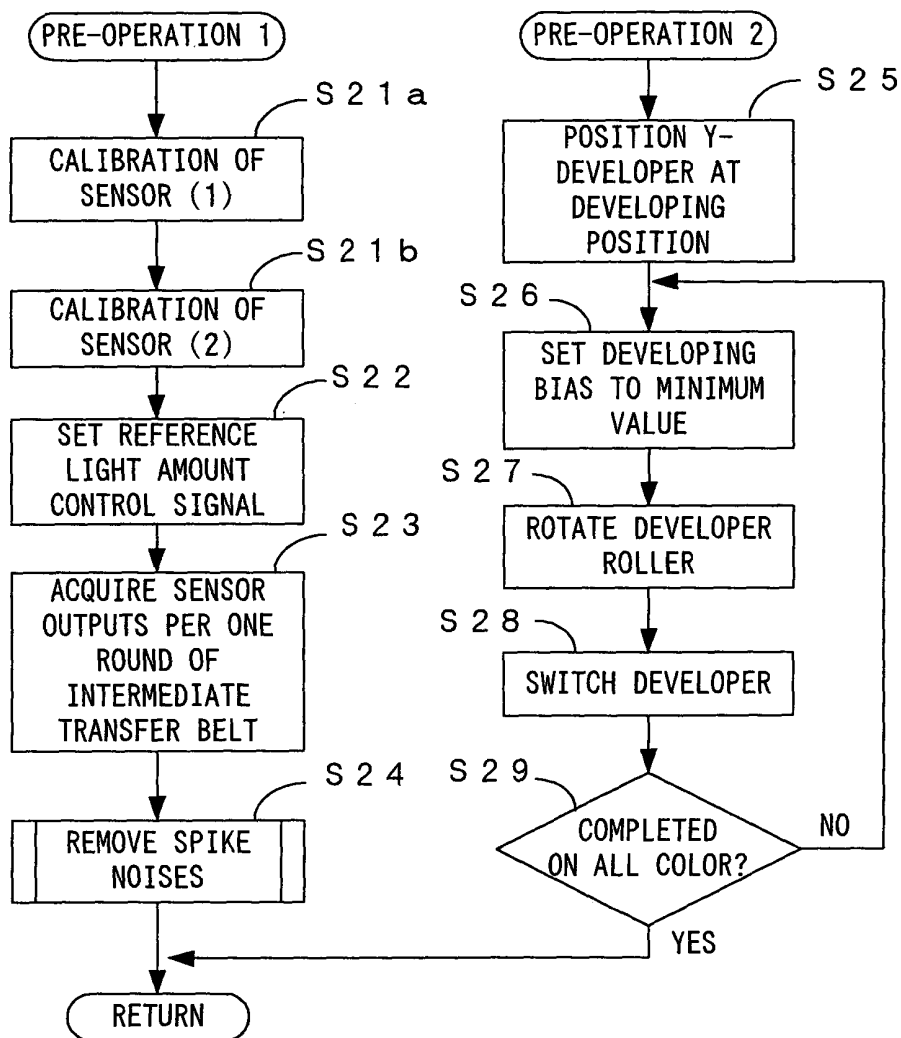 PRE-OPERATION 1
S21a
CALIBRATION OF
SENSOR (1)
S21b
CALIBRATION OF
SENSOR (2)
S22
SET REFERENCE
LIGHT AMOUNT
CONTROL SIGNAL
S23
ACQUIRE SENSOR
OUTPUTS PER ONE
ROUND OF
INTERMEDIATE
TRANSFER BELT
S24
REMOVE SPIKE
NOISES
RETURN
PRE-OPERATION 2
S25
POSITION Y-
DEVELOPER AT
DEVELOPING
POSITION
S26
SET DEVELOPING
BIAS TO MINIMUM
VALUE
S27
ROTATE DEVELOPER
ROLLER
S28
SWITCH DEVELOPER
S29
COMPLETED
ON ALL COLOR?
NO
YES